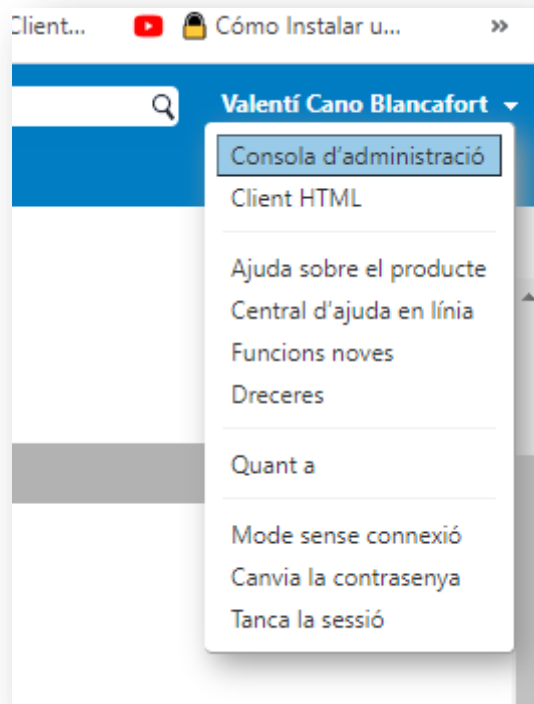 Client... Cómo Instalar u... »
Valentí Cano Blancafort
Consola d'administració
Client HTML
Ajuda sobre el producte
Central d'ajuda en línia
Funcions noves
Dreceres
Quant a
Mode sense connexió
Canvia la contrasenya
Tanca la sessió